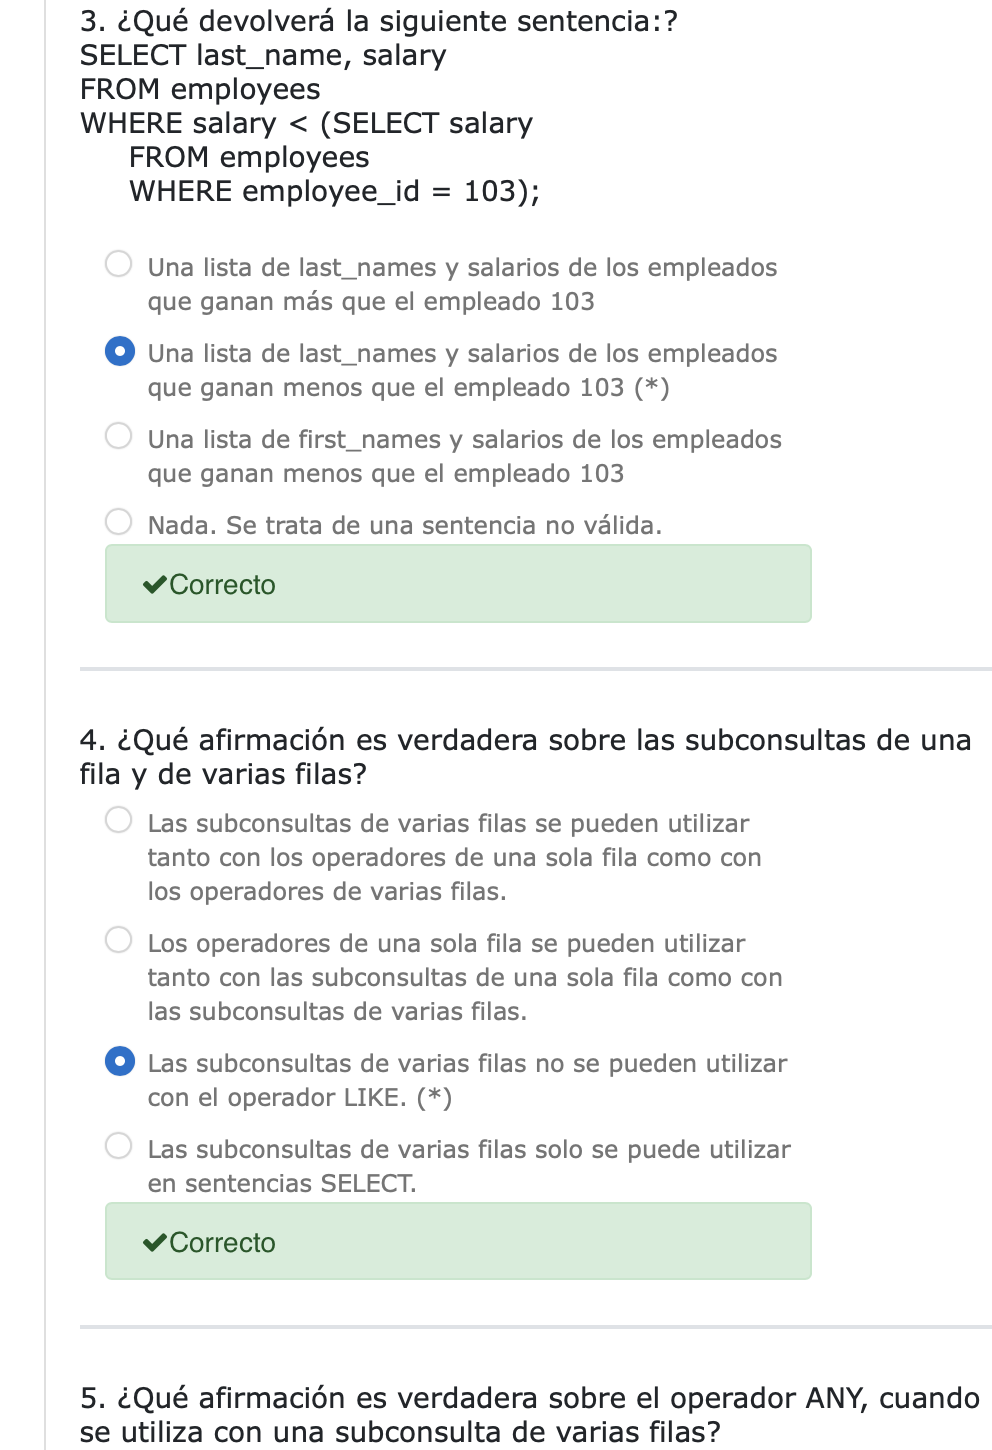 3. ¿Qué devolverá la siguiente sentencia:?
SELECT last_name, salary
FROM employees
WHERE salary < (SELECT salary
FROM employees
WHERE employee_id = 103);
Una lista de last_names y salarios de los empleados
que ganan más que el empleado 103
Una lista de last_names y salarios de los empleados
que ganan menos que el empleado 103 (*)
Una lista de first_names y salarios de los empleados
que ganan menos que el empleado 103
Nada. Se trata de una sentencia no válida.
✔Correcto
4. ¿Qué afirmación es verdadera sobre las subconsultas de una
fila y de varias filas?
Las subconsultas de varias filas se pueden utilizar
tanto con los operadores de una sola fila como con
los operadores de varias filas.
Los operadores de una sola fila se pueden utilizar
tanto con las subconsultas de una sola fila como con
las subconsultas de varias filas.
Las subconsultas de varias filas no se pueden utilizar
con el operador LIKE. (*)
Las subconsultas de varias filas solo se puede utilizar
en sentencias SELECT.
✔Correcto
5. ¿Qué afirmación es verdadera sobre el operador ANY, cuando
se utiliza con una subconsulta de varias filas?